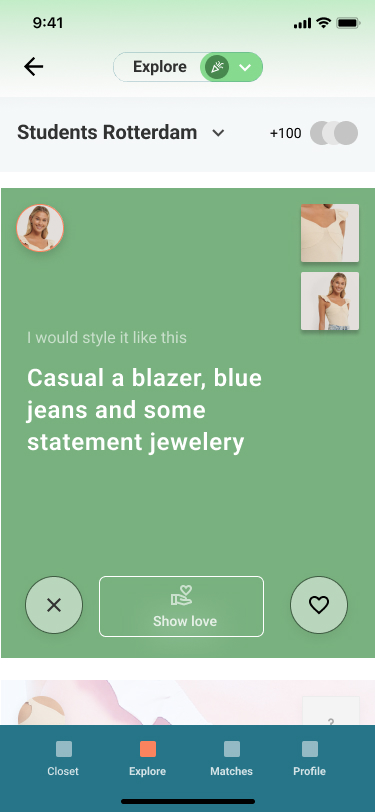 9:41
Explore
Students Rotterdam
+100
I would style it like this
Casual a blazer, blue
jeans and some
statement jewelery
Show love
?
Closet
Explore
Matches
Profile